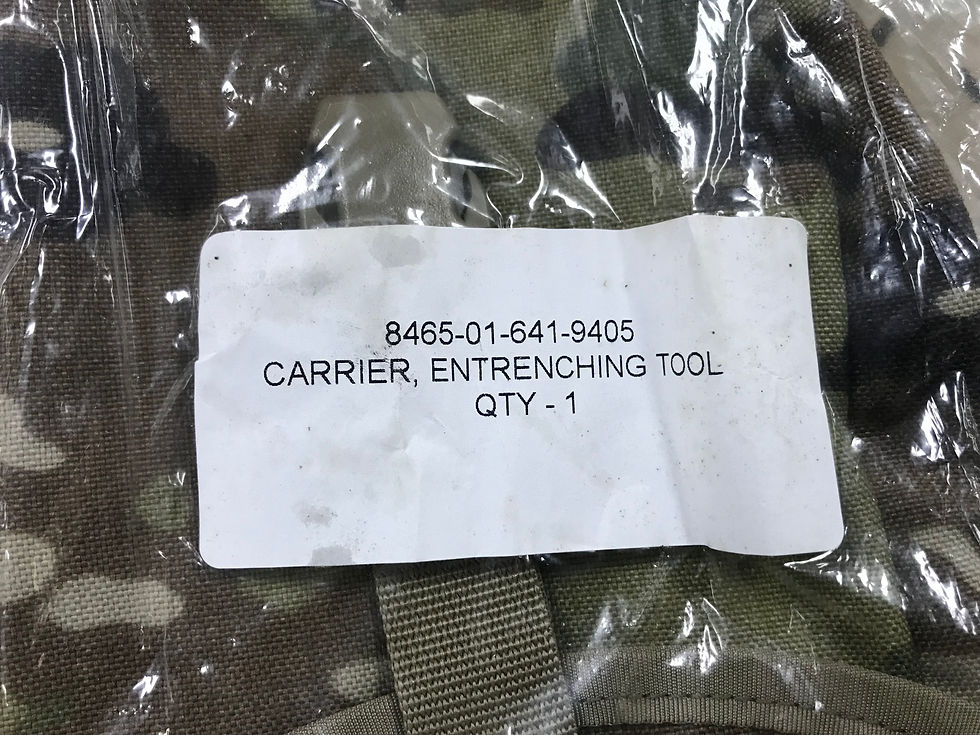 8465-01-641-9405
CARRIER, ENTRENCHING TOOL
QTY - 1